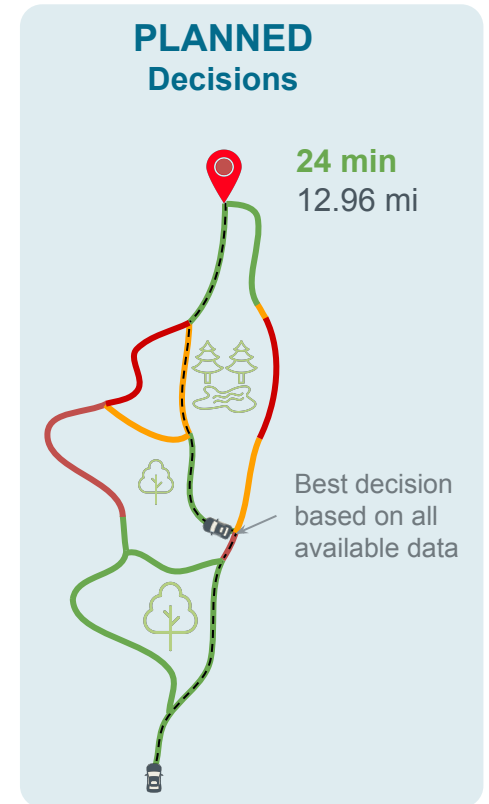 PLANNED
Decisions
24 min
12.96 mi
Best decision
based on all
available data